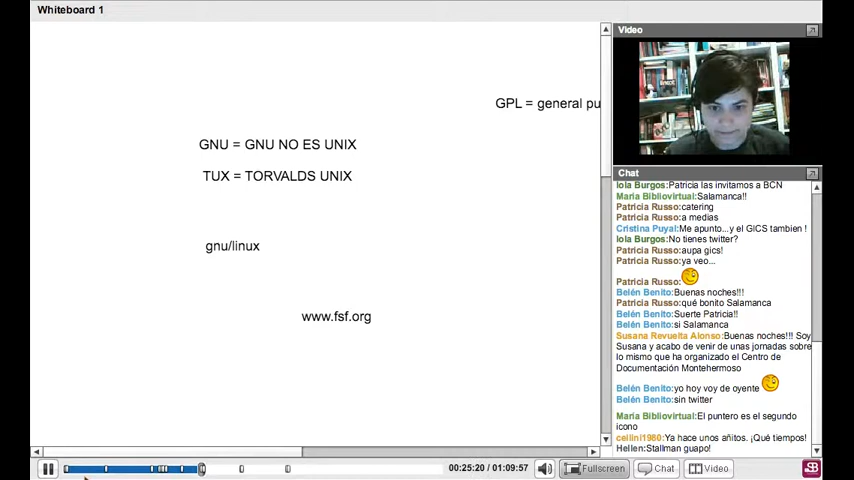 Whiteboard 1
GPL = general pu
GNU = GNU NO ES UNIX
TUX = TORVALDS UNIX
gnu/linux
www.fsf.org
Video
Chat
lola Burgos:Patricia las invitamos a BCN
Maria Bibliovirtual:Salamanca!!
Patricia Russo:catering
Patricia Russo:a medias
Cristina Puyal:Me apunto...y el GICS tambien !
lola Burgos:No tienes twitter?
Patricia Russo:aupa gics!
Patricia Russo:ya veo...
Patricia Russo:
Belén Benito:Buenas noches!!!
Patricia Russo:qué bonito Salamanca
Belén Benito:Suerte Patricia!!
Belén Benito:si Salamanca
Susana Revuelta Alonso:Buenas noches!!! Soy
Susana y acabo de venir de unas jornadas sobre
lo mismo que ha organizado el Centro de
Documentación Montehermoso
Belén Benito:yo hoy voy de oyente
Belén Benito:sin twitter
Maria Bibliovirtual:El puntero es el segundo
icono
cellini1980:Ya hace unos añitos. ¡Qué tiempos!
Hellen:Stallman guapo!
00:25:20 / 01:09:57
Fullscreen
Chat
Video
SB